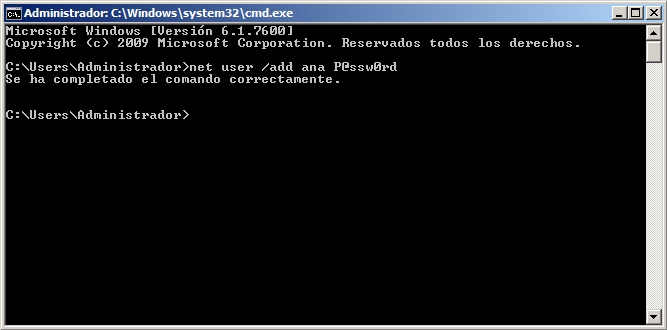 Administrador: C:\Windows\system32\cmd.exe
Microsoft Windows [Versión 6.1.7600]
Copyright (c) 2009 Microsoft Corporation. Reservados todos los derechos.
C:\Users\Administrador>net user /add ana P@ssw0rd
Se ha completado el comando correctamente.
C:\Users\Administrador>